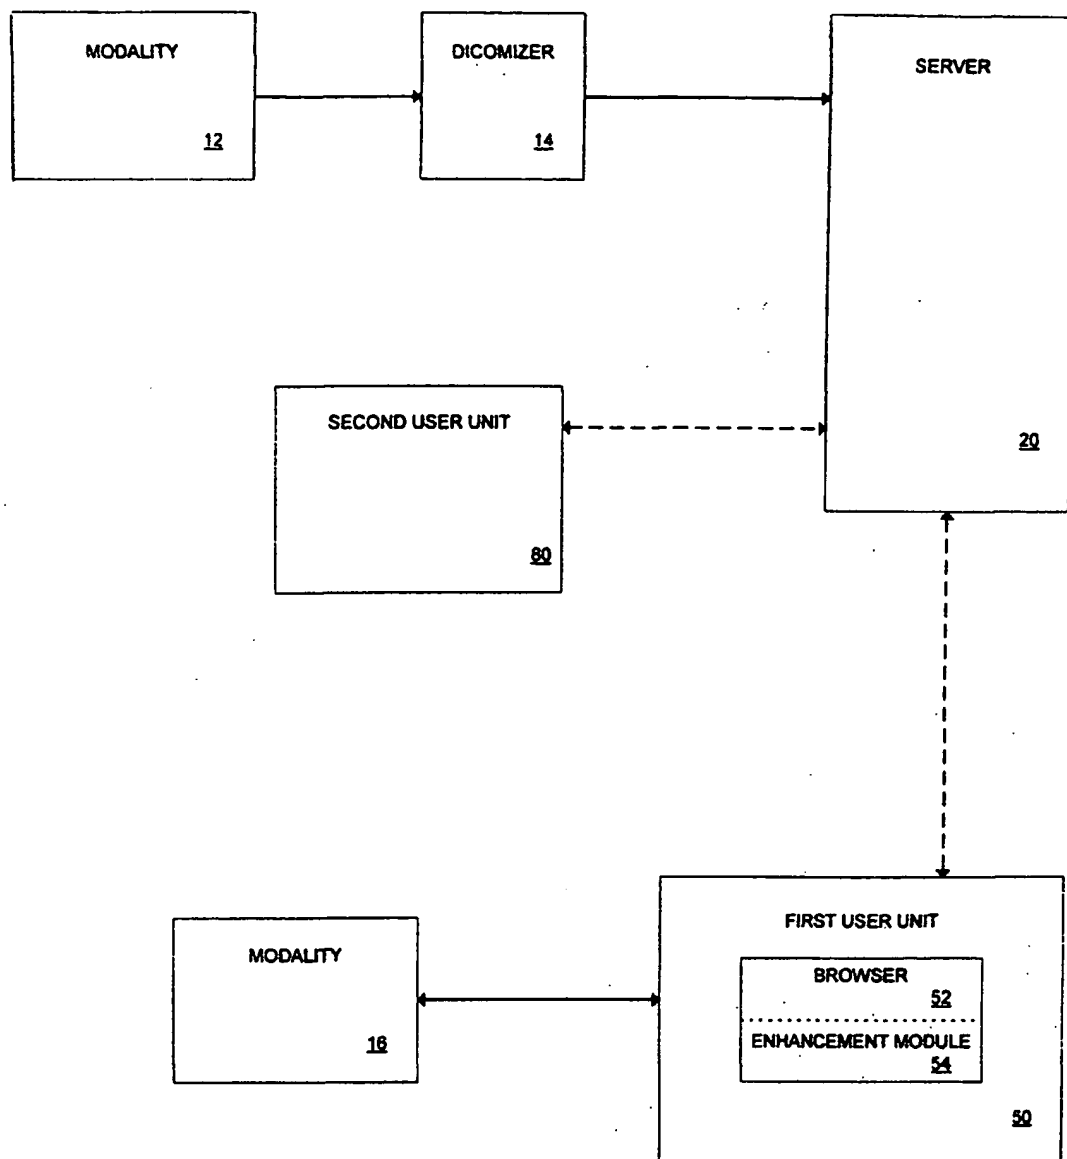 MODALITY
12
DICOMIZER
14
SERVER
20
SECOND USER UNIT
60
MODALITY
16
FIRST USER UNIT
BROWSER
52
ENHANCEMENT MODULE
54
50